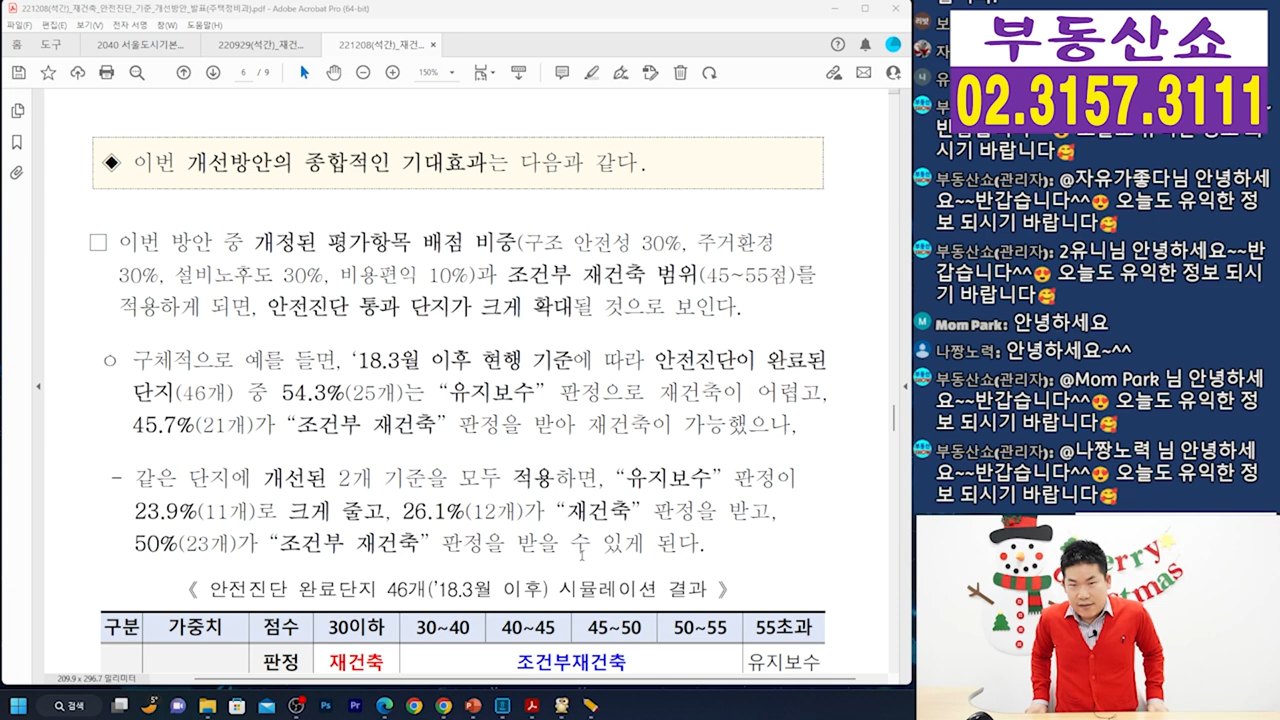 221208(석간)_재건축_안전진단_기준_개선방안_발표(주택정비과).pdf - Adobe Acrobat Pro (64-bit)
파일(F) 편집(E) 보기(V) 전자 서명 창(W) 도움말(H)
홈 도구 2040 서울도시기본... 220919(석간)_재건... 221208(석간)_재건... ×
/ 9 150%
◆ 이번 개선방안의 종합적인 기대효과는 다음과 같다.
□ 이번 방안 중 개정된 평가항목 배점 비중(구조 안전성 30%, 주거환경
30%, 설비노후도 30%, 비용편익 10%)과 조건부 재건축 범위(45~55점)를
적용하게 되면, 안전진단 통과 단지가 크게 확대될 것으로 보인다.
○ 구체적으로 예를 들면, ‘18.3월 이후 현행 기준에 따라 안전진단이 완료된
단지(46개) 중 54.3%(25개)는 “유지보수” 판정으로 재건축이 어렵고,
45.7%(21개)가 “조건부 재건축” 판정을 받아 재건축이 가능했으나,
- 같은 단지에 개선된 2개 기준을 모두 적용하면, “유지보수” 판정이
23.9%(11개)로 크게 줄고, 26.1%(12개)가 “재건축” 판정을 받고,
50%(23개)가 “조건부 재건축” 판정을 받을 수 있게 된다.
《 안전진단 완료단지 46개(‘18.3월 이후) 시뮬레이션 결과 》
구분 가중치 점수 30이하 30~40 40~45 45~50 50~55 55초과
판정 재건축 조건부재건축 유지보수
209.9 x 296.7 밀리미터
검색
부동산쇼
02.3157.3111
시기 바랍니다🥰
부동산쇼(관리자): @자유가좋다님 안녕하세
요~~반갑습니다^^😍 오늘도 유익한 정
보 되시기 바랍니다🥰
부동산쇼(관리자): 2유니님 안녕하세요~~반
갑습니다^^😍 오늘도 유익한 정보 되시
기 바랍니다🥰
M Mom Park: 안녕하세요
나짱노력: 안녕하세요~^^
부동산쇼(관리자): @Mom Park 님 안녕하세
요~~반갑습니다^^😍 오늘도 유익한 정
보 되시기 바랍니다🥰
부동산쇼(관리자): @나짱노력 님 안녕하세
요~~반갑습니다^^😍 오늘도 유익한 정
보 되시기 바랍니다🥰
Merry